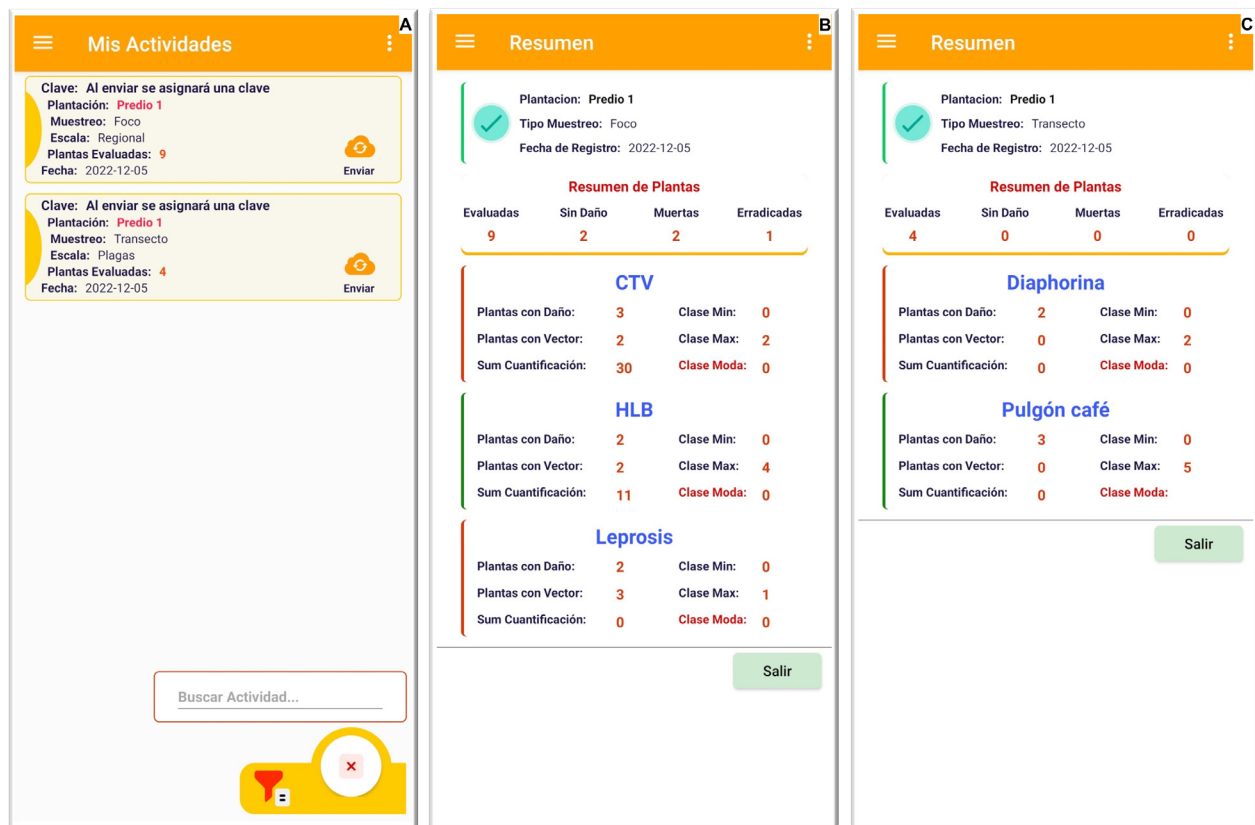 A
Mis Actividades
Clave: Al enviar se asignará una clave
Plantación: Predio 1
Muestreo: Foco
Escala: Regional
Plantas Evaluadas: 9
Fecha: 2022-12-05
Enviar
Clave: Al enviar se asignará una clave
Plantación: Predio 1
Muestreo: Transecto
Escala: Plagas
Plantas Evaluadas: 4
Fecha: 2022-12-05
Enviar
Buscar Actividad...
B
Resumen
Plantacion: Predio 1
Tipo Muestreo: Foco
Fecha de Registro: 2022-12-05
Resumen de Plantas
Evaluadas Sin Daño Muertas Erradicadas
9 2 2 1
CTV
Plantas con Daño: 3 Clase Min: 0
Plantas con Vector: 2 Clase Max: 2
Sum Cuantificación: 30 Clase Moda: 0
HLB
Plantas con Daño: 2 Clase Min: 0
Plantas con Vector: 2 Clase Max: 4
Sum Cuantificación: 11 Clase Moda: 0
Leprosis
Plantas con Daño: 2 Clase Min: 0
Plantas con Vector: 3 Clase Max: 1
Sum Cuantificación: 0 Clase Moda: 0
Salir
C
Resumen
Plantacion: Predio 1
Tipo Muestreo: Transecto
Fecha de Registro: 2022-12-05
Resumen de Plantas
Evaluadas Sin Daño Muertas Erradicadas
4 0 0 0
Diaphorina
Plantas con Daño: 2 Clase Min: 0
Plantas con Vector: 0 Clase Max: 2
Sum Cuantificación: 0 Clase Moda: 0
Pulgón café
Plantas con Daño: 3 Clase Min: 0
Plantas con Vector: 0 Clase Max: 5
Sum Cuantificación: 0 Clase Moda:
Salir